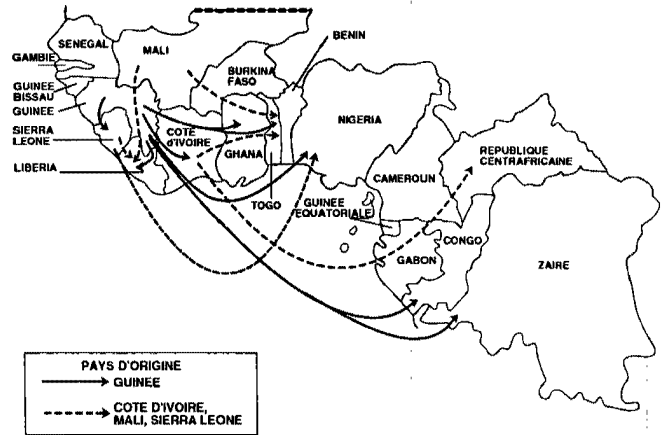 SENEGAL
GAMBIE
MALI
BENIN
GUINEE
BISSAU
GUINEE
BURKINA
FASO
SIERRA
LEONE
COTE
d'IVOIRE
GHANA
NIGERIA
LIBERIA
TOGO
CAMEROUN
REPUBLIQUE
CENTRAFRICAINE
GUINEE
EQUATORIALE
CONGO
GABON
ZAIRE
PAYS D'ORIGINE
GUINEE
COTE D'IVOIRE,
MALI, SIERRA LEONE